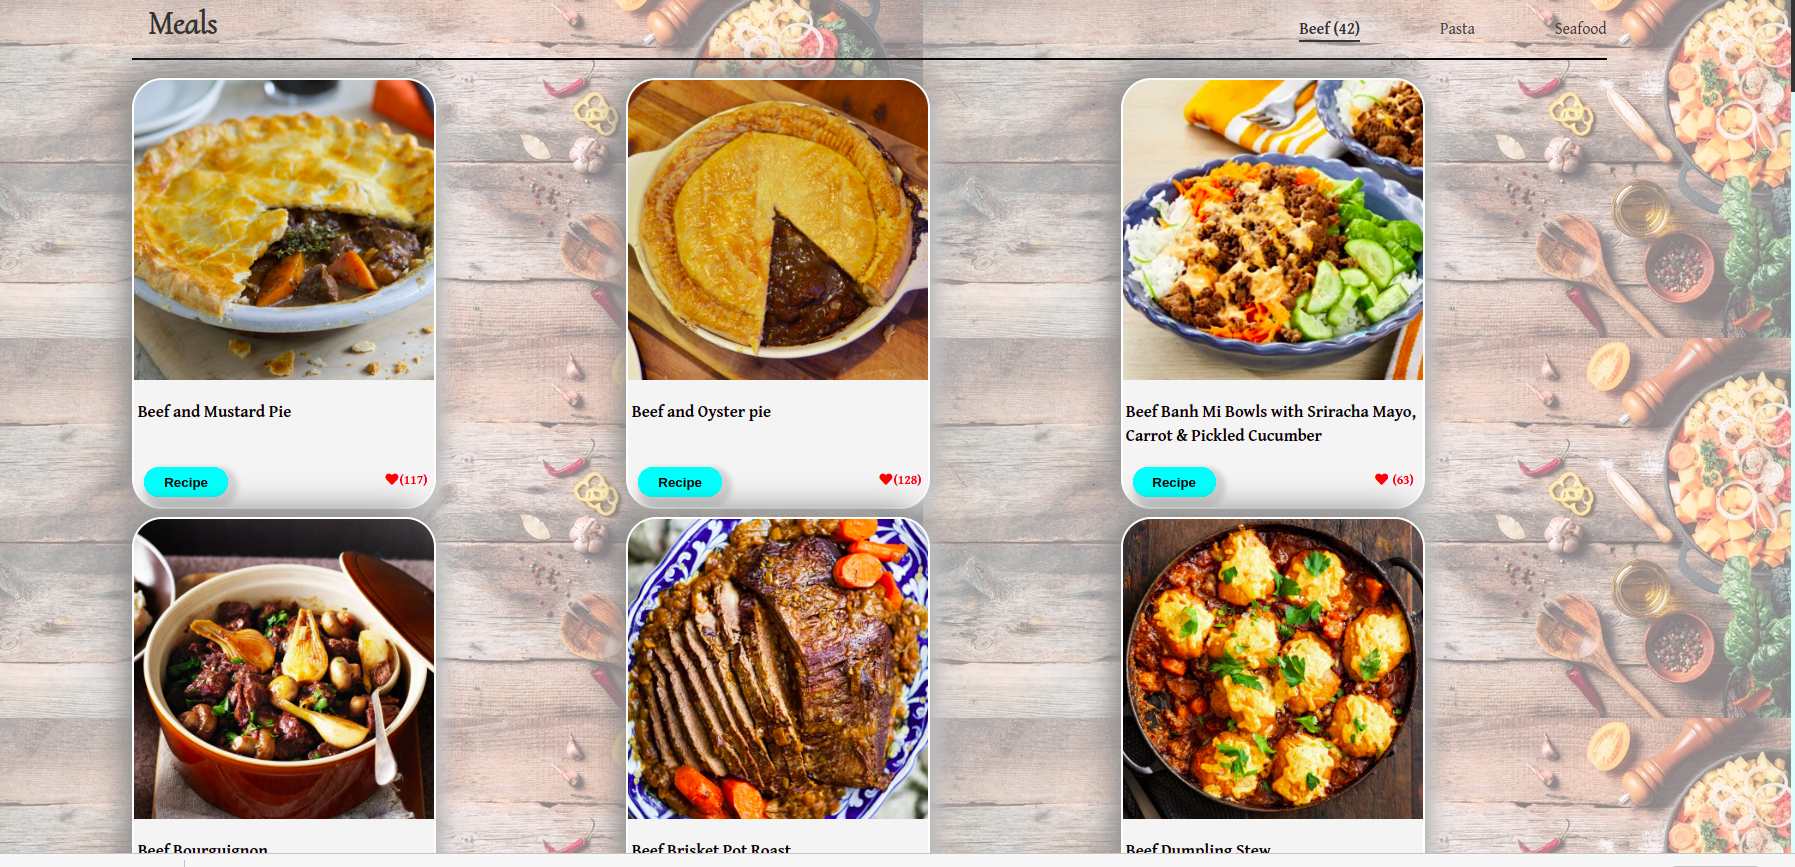 Meals
Beef (42)
Pasta
Seafood
Beef and Mustard Pie
Beef and Oyster pie
Beef Banh Mi Bowls with Sriracha Mayo,
Carrot & Pickled Cucumber
Recipe
(117)
Recipe
(128)
Recipe
(63)
Beef Bourguignon
Beef Brisket Pot Roast
Beef Dumpling Stew